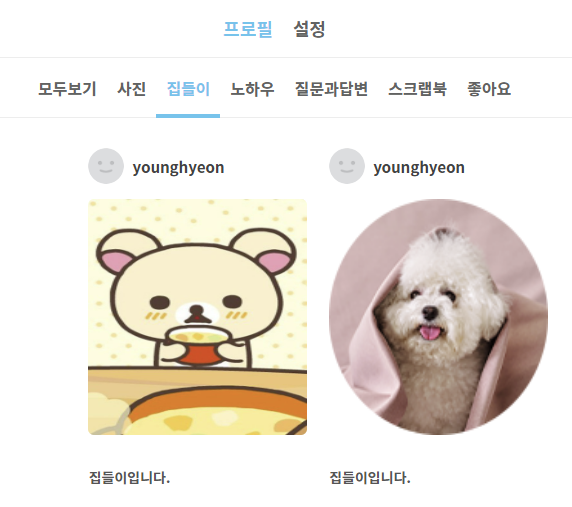 프로필 설정
모두보기 사진 집들이 노하우 질문과답변 스크랩북 좋아요
younghyeon younghyeon
집들이입니다. 집들이입니다.